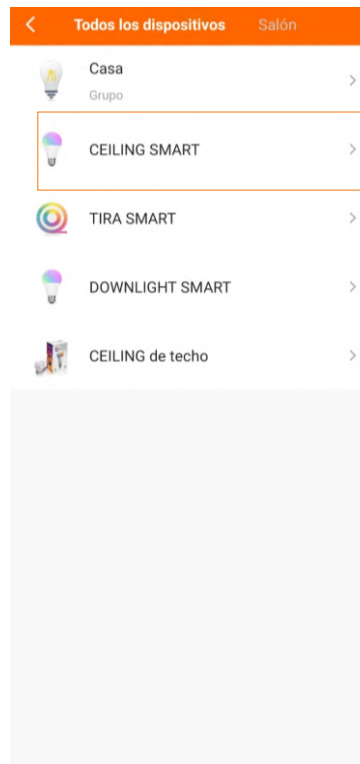 Todos los dispositivos Salón
Casa
Grupo
CEILING SMART
TIRA SMART
DOWNLIGHT SMART
CEILING de techo